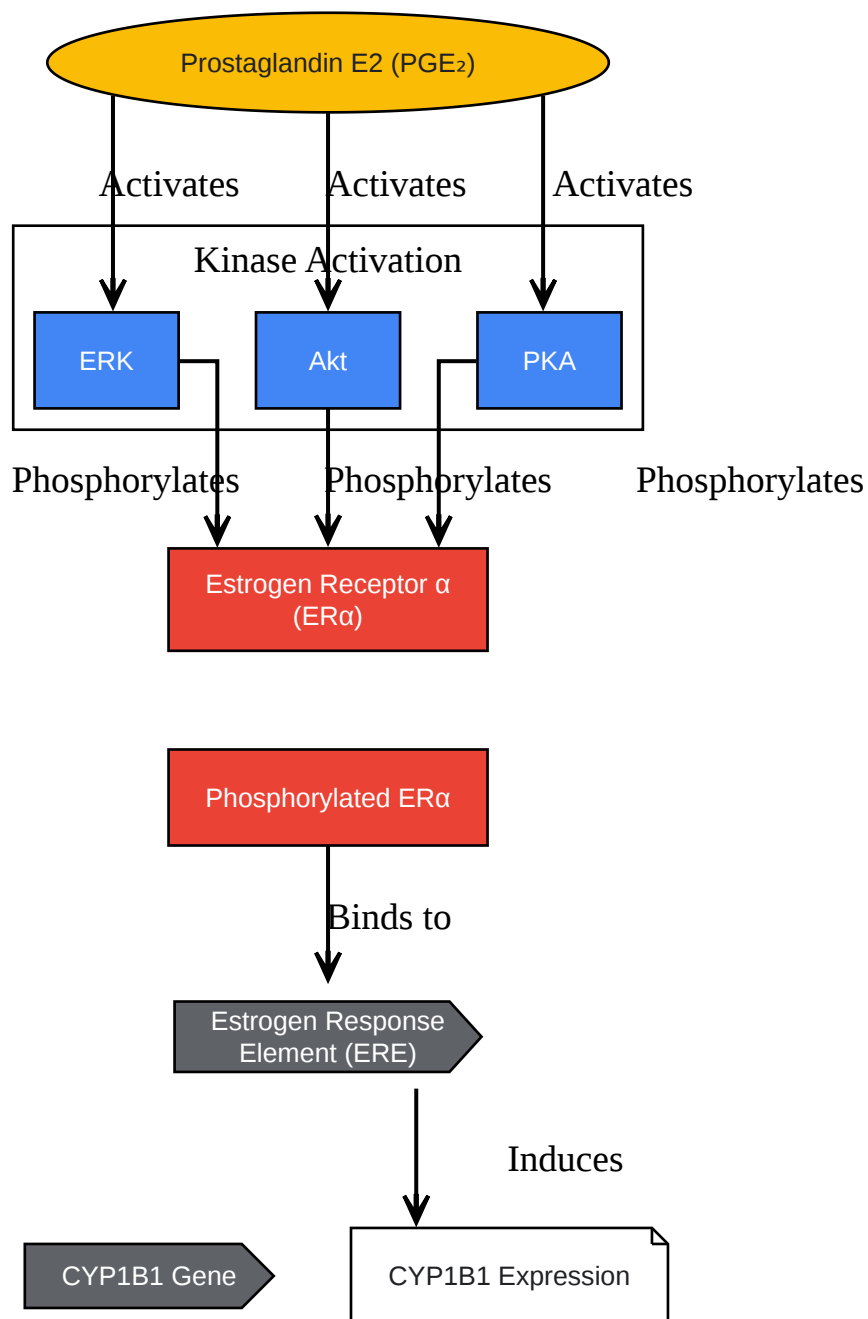 Prostaglandin E2 (PGE₂)
Activates
Activates
Activates
Kinase Activation
ERK
Akt
PKA
Phosphorylates
Phosphorylates
Phosphorylates
Estrogen Receptor α
(ERα)
Phosphorylated ERα
Binds to
Estrogen Response
Element (ERE)
Induces
CYP1B1 Gene
CYP1B1 Expression